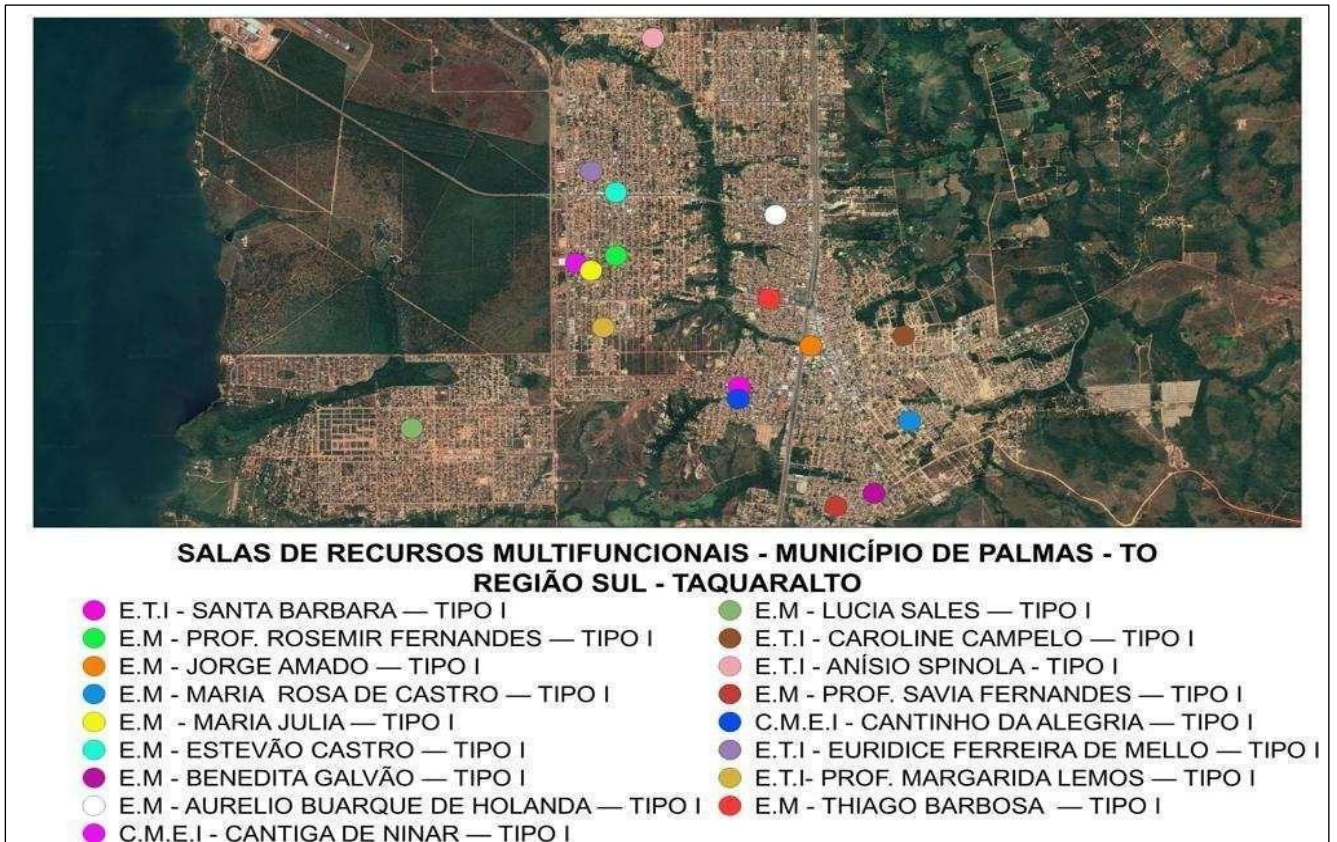 SALAS DE RECURSOS MULTIFUNCIONAIS - MUNICÍPIO DE PALMAS - TO
REGIÃO SUL - TAQUARALTO
E.T.I - SANTA BARBARA — TIPO I
E.M - PROF. ROSEMIR FERNANDES — TIPO I
E.M - JORGE AMADO — TIPO I
E.M - MARIA ROSA DE CASTRO — TIPO I
E.M - MARIA JULIA — TIPO I
E.M - ESTEVÃO CASTRO — TIPO I
E.M - BENEDITA GALVÃO — TIPO I
E.M - AURELIO BUARQUE DE HOLANDA — TIPO I
C.M.E.I - CANTIGA DE NINAR — TIPO I
E.M - LUCIA SALES — TIPO I
E.T.I - CAROLINE CAMPELO — TIPO I
E.T.I - ANÍSIO SPINOLA - TIPO I
E.M - PROF. SAVIA FERNANDES — TIPO I
C.M.E.I - CANTINHO DA ALEGRIA — TIPO I
E.T.I - EURIDICE FERREIRA DE MELLO — TIPO I
E.T.I- PROF. MARGARIDA LEMOS — TIPO I
E.M - THIAGO BARBOSA — TIPO I